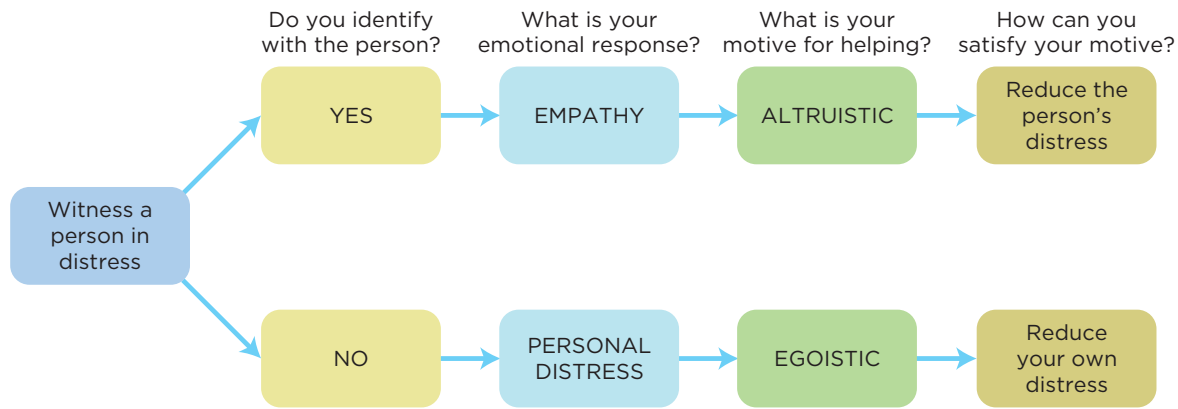 Do you identify
with the person?
What is your
emotional response?
What is your
motive for helping?
How can you
satisfy your motive?
Witness a
person in
distress
YES
EMPATHY
ALTRUISTIC
Reduce the
person’s
distress
NO
PERSONAL
DISTRESS
EGOISTIC
Reduce
your own
distress